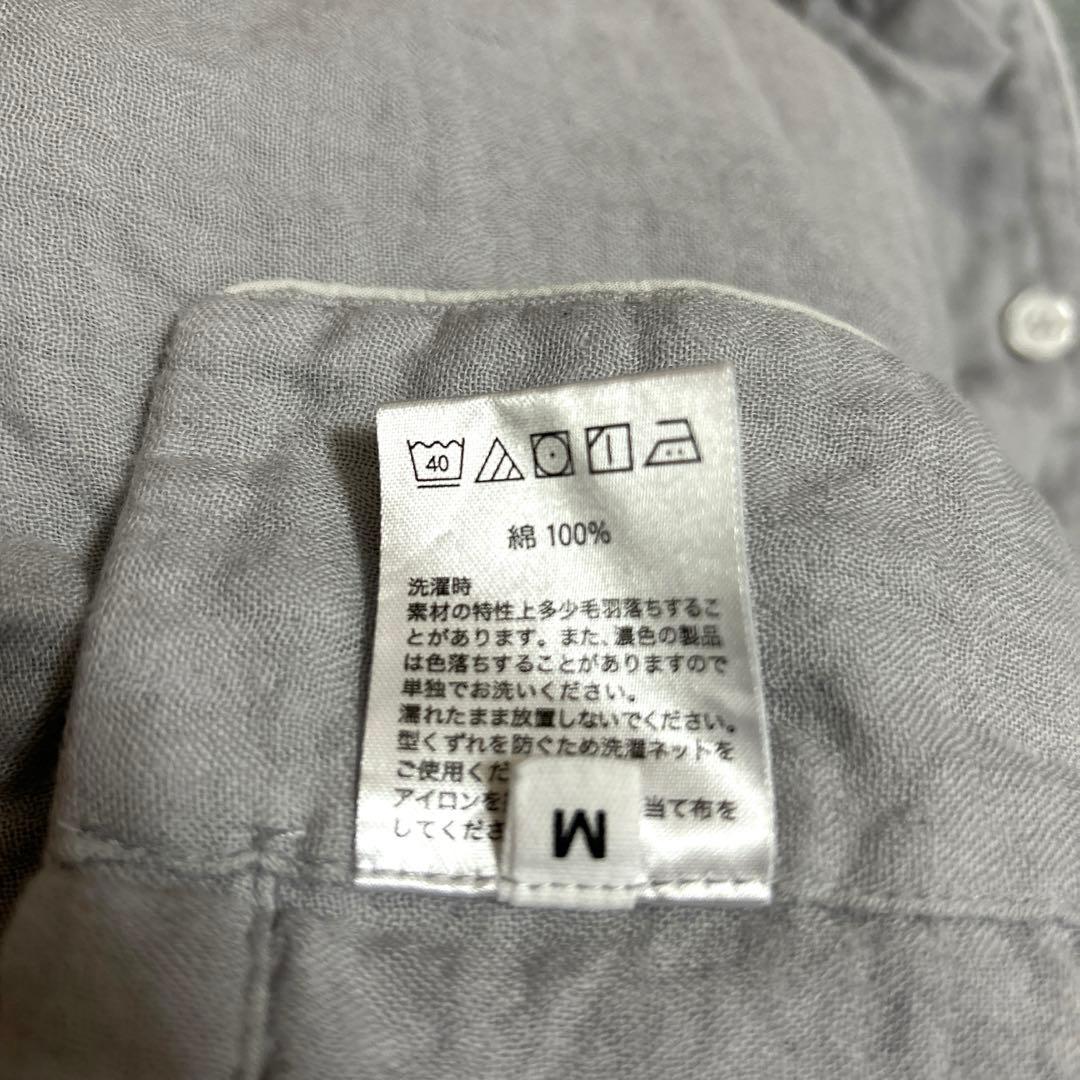 40
綿 100%
洗濯時
素材の特性上多少毛羽落ちするこ
とがあります。また、濃色の製品
は色落ちすることがありますので
単独でお洗いください。
濡れたまま放置しないでください。
型くずれを防ぐため洗濯ネットを
ご使用くだ
アイロンを 当て布を
してくださ
M